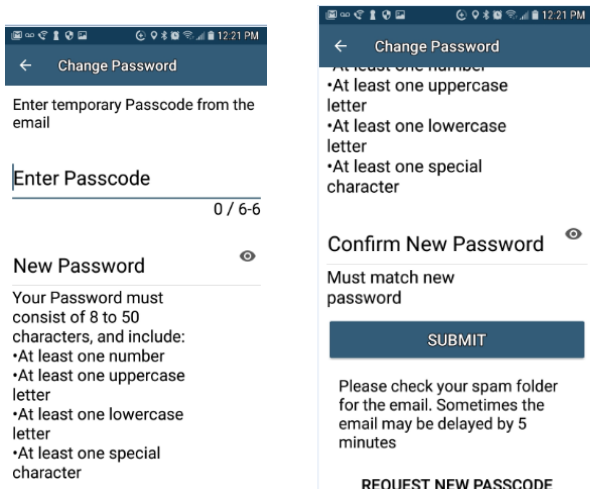 12:21 PM
Change Password
Enter temporary Passcode from the
email
Enter Passcode
0 / 6-6
New Password
Your Password must
consist of 8 to 50
characters, and include:
•At least one number
•At least one uppercase
letter
•At least one lowercase
letter
•At least one special
character
12:21 PM
Change Password
•At least one number
•At least one uppercase
letter
•At least one lowercase
letter
•At least one special
character
Confirm New Password
Must match new
password
SUBMIT
Please check your spam folder
for the email. Sometimes the
email may be delayed by 5
minutes
REQUEST NEW PASSCODE